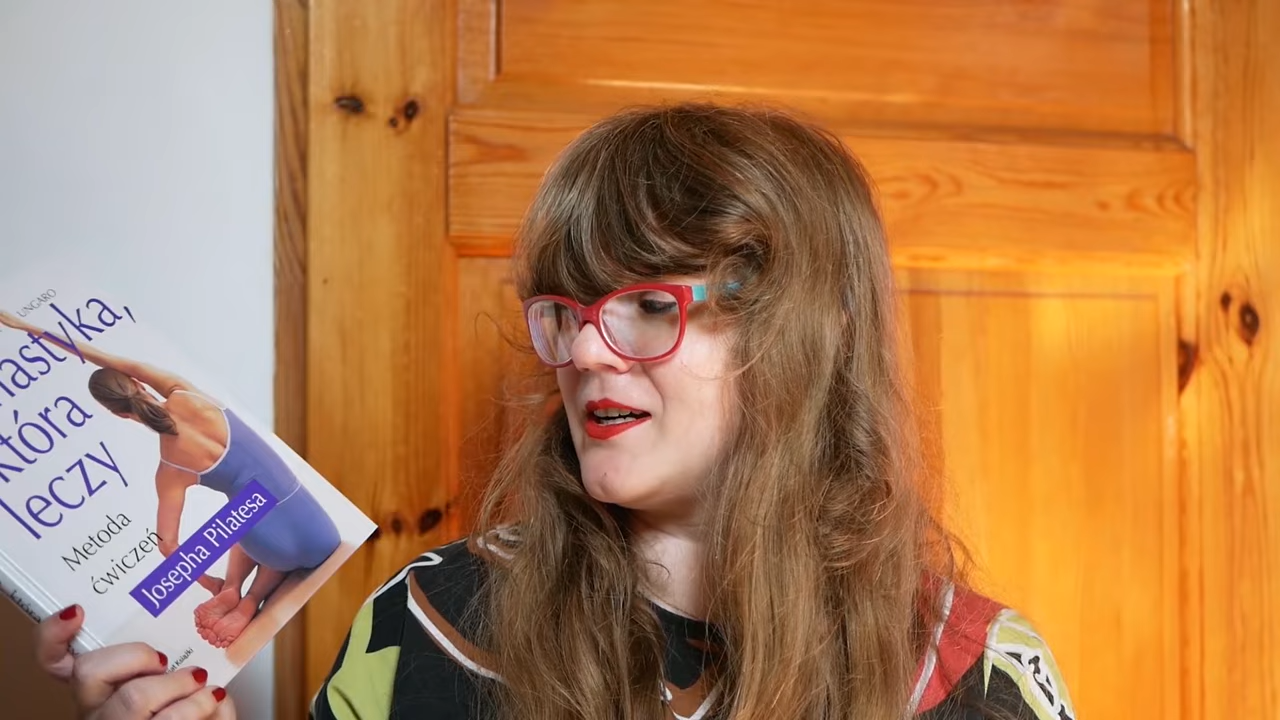 UNGARO
nastyka,
która
leczy
Metoda
ćwiczeń
Josepha Pilatesa